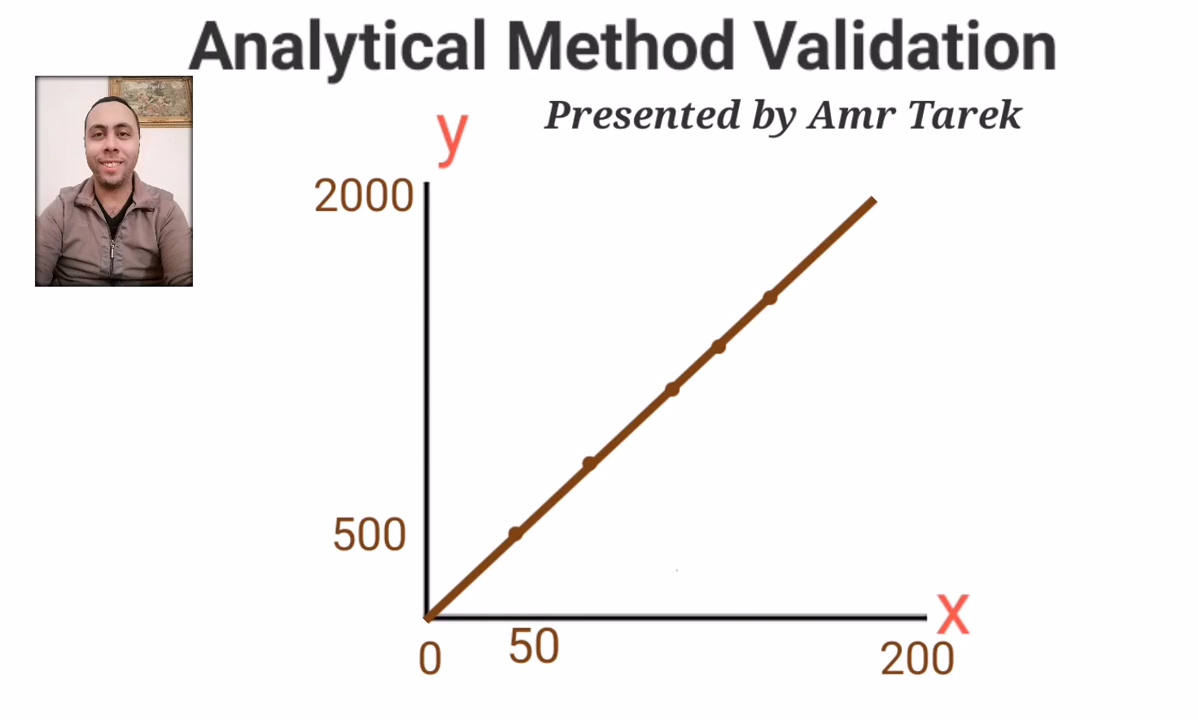 Analytical Method Validation
Presented by Amr Tarek
y
2000
500
x
0
50
200